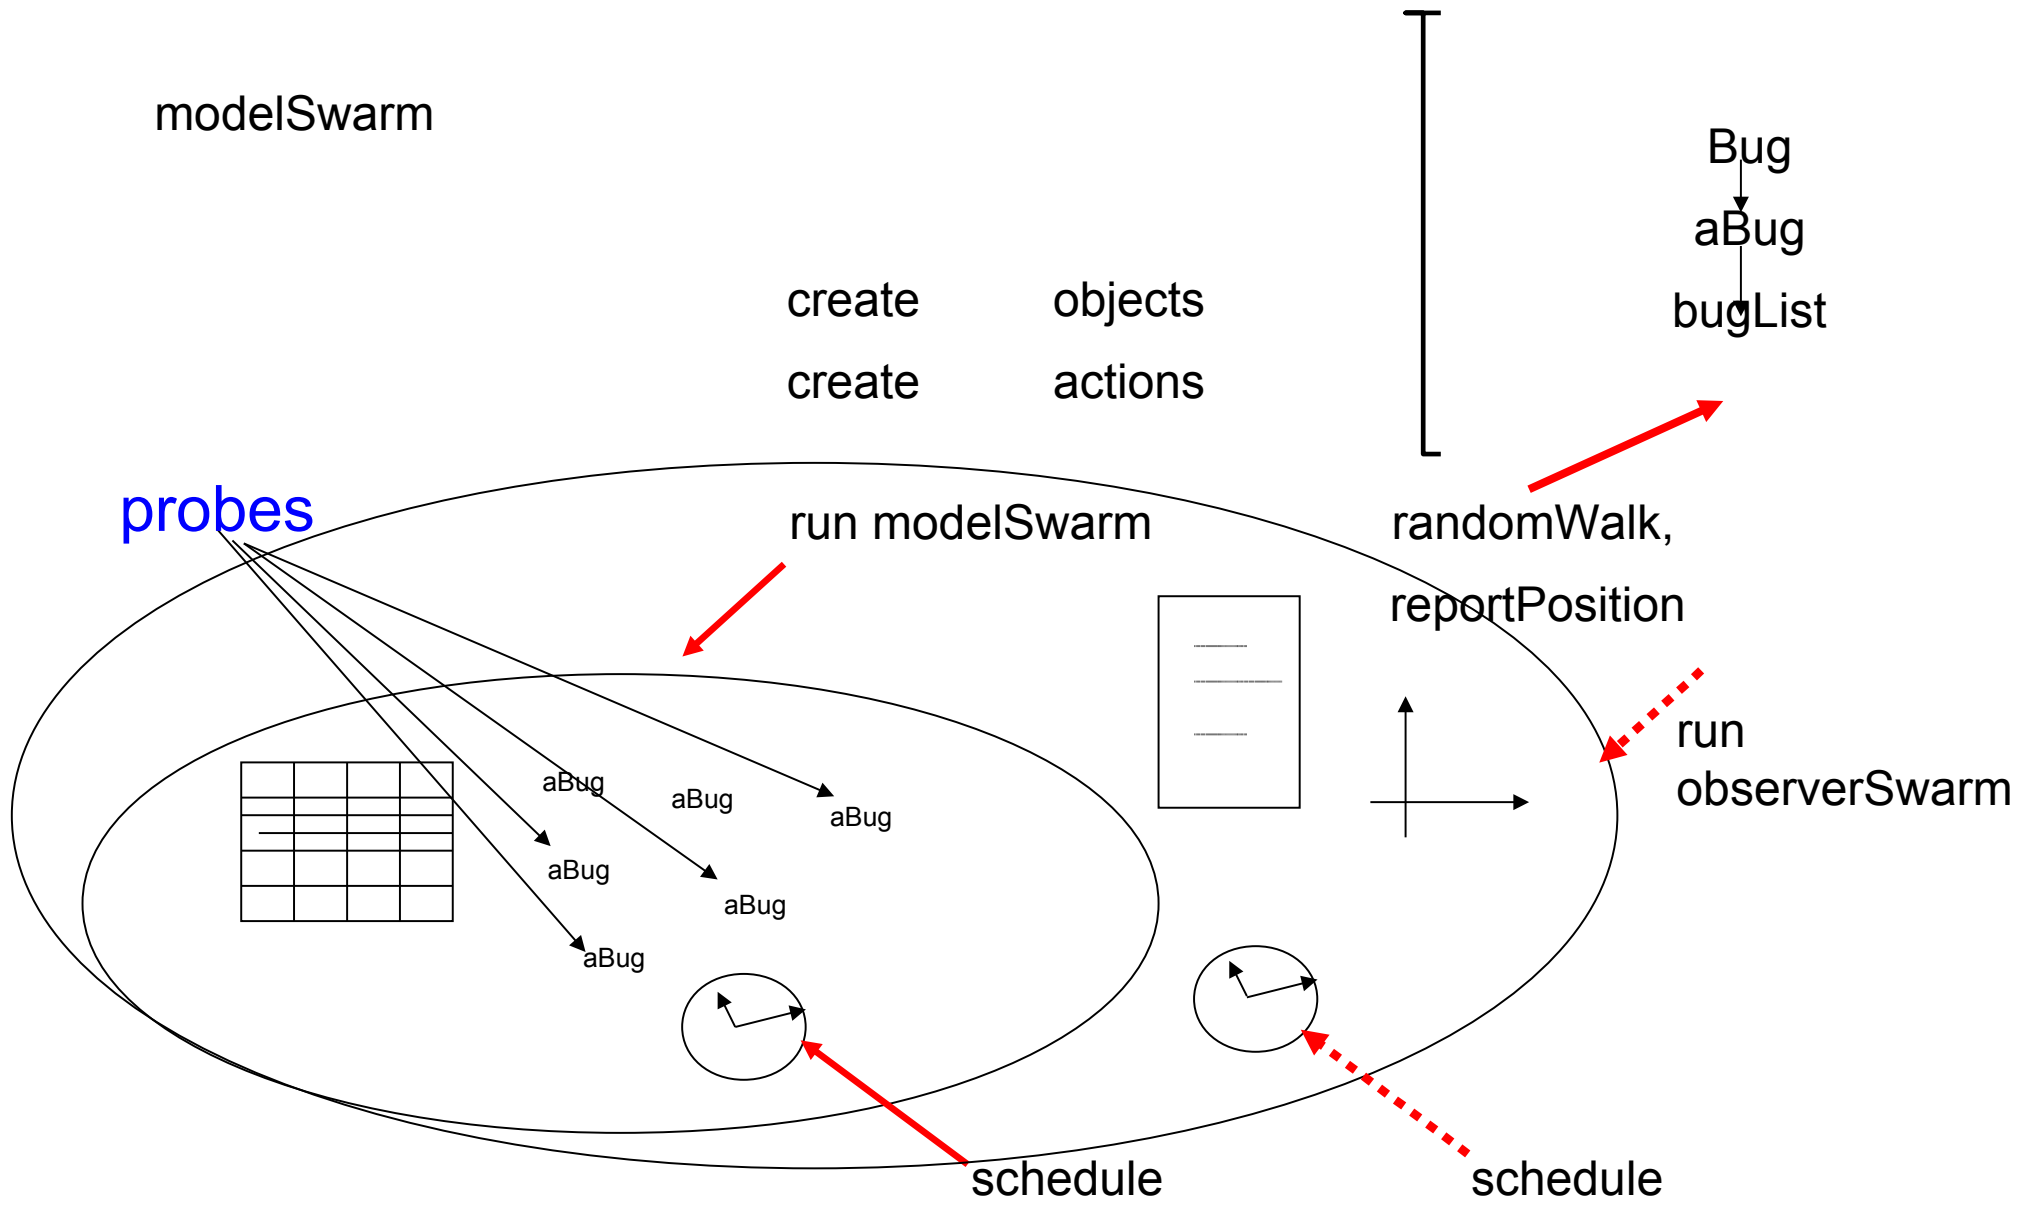 modelSwarm
Bug
aBug
bugList
create objects
create actions
probes
run modelSwarm
randomWalk,
reportPosition
run
observerSwarm
aBug
aBug
aBug
aBug
aBug
aBug
schedule
schedule